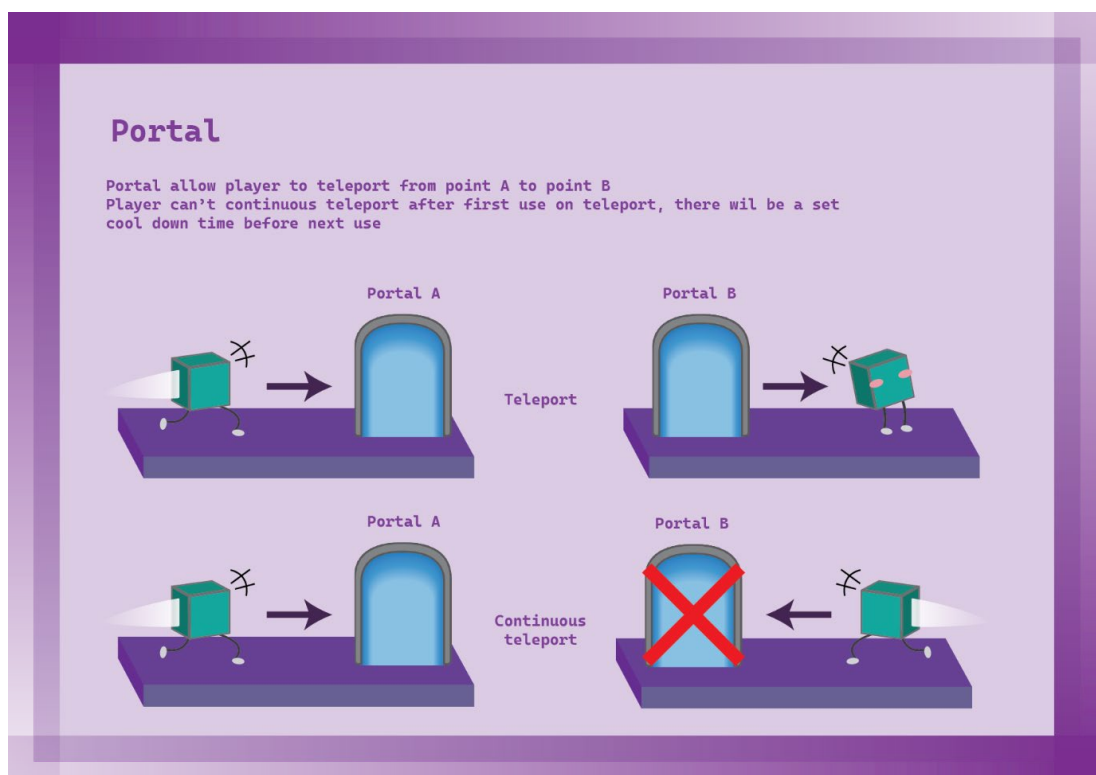 Portal
Portal allow player to teleport from point A to point B
Player can't continuous teleport after first use on teleport, there wil be a set
cool down time before next use
Portal A
Portal B
Teleport
Portal A
Portal B
Continuous
teleport